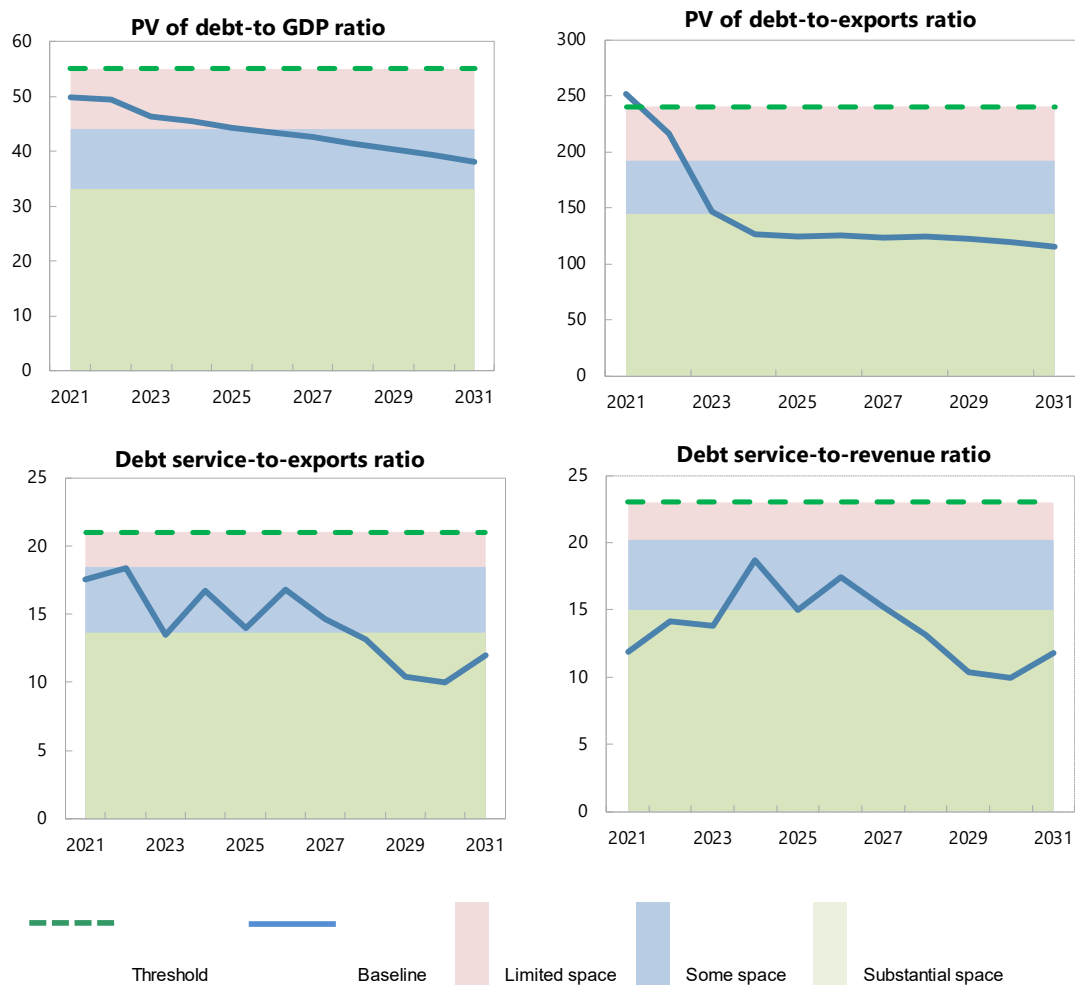 PV of debt-to GDP ratio
60
50
40
30
20
10
0
2021 2023 2025 2027 2029 2031
PV of debt-to-exports ratio
300
250
200
150
100
50
0
2021 2023 2025 2027 2029 2031
Debt service-to-exports ratio
25
20
15
10
5
0
2021 2023 2025 2027 2029 2031
Debt service-to-revenue ratio
25
20
15
10
5
0
2021 2023 2025 2027 2029 2031
Threshold Baseline Limited space Some space Substantial space